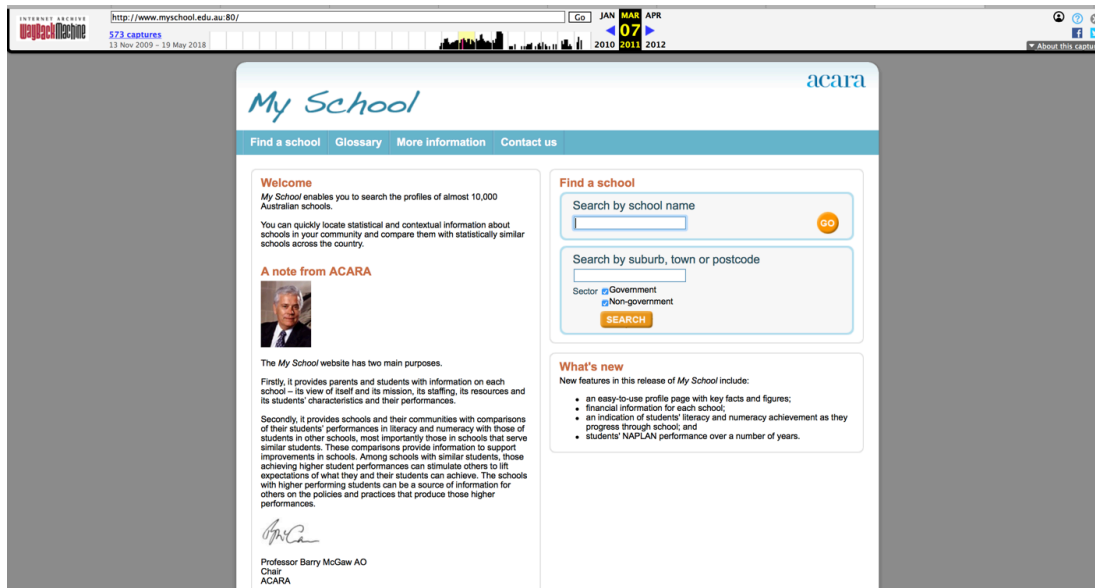 INTERNET ARCHIVE
WayBackMachine
http://www.myschool.edu.au:80/
Go
JAN MAR APR
07
2010 2011 2012
573 captures
13 Nov 2009 - 19 May 2018
About this captu
acara
My School
Find a school Glossary More information Contact us
Welcome
My School enables you to search the profiles of almost 10,000
Australian schools.
You can quickly locate statistical and contextual information about
schools in your community and compare them with statistically similar
schools across the country.
A note from ACARA
The My School website has two main purposes.
Firstly, it provides parents and students with information on each
school – its view of itself and its mission, its staffing, its resources and
its students' characteristics and their performances.
Secondly, it provides schools and their communities with comparisons
of their students' performances in literacy and numeracy with those of
students in other schools, most importantly those in schools that serve
similar students. These comparisons provide information to support
improvements in schools. Among schools with similar students, those
achieving higher student performances can stimulate others to lift
expectations of what they and their students can achieve. The schools
with higher performing students can be a source of information for
others on the policies and practices that produce those higher
performances.
Professor Barry McGaw AO
Chair
ACARA
Find a school
Search by school name
GO
Search by suburb, town or postcode
Sector Government
Non-government
SEARCH
What's new
New features in this release of My School include:
• an easy-to-use profile page with key facts and figures;
• financial information for each school;
• an indication of students' literacy and numeracy achievement as they
progress through school; and
• students' NAPLAN performance over a number of years.